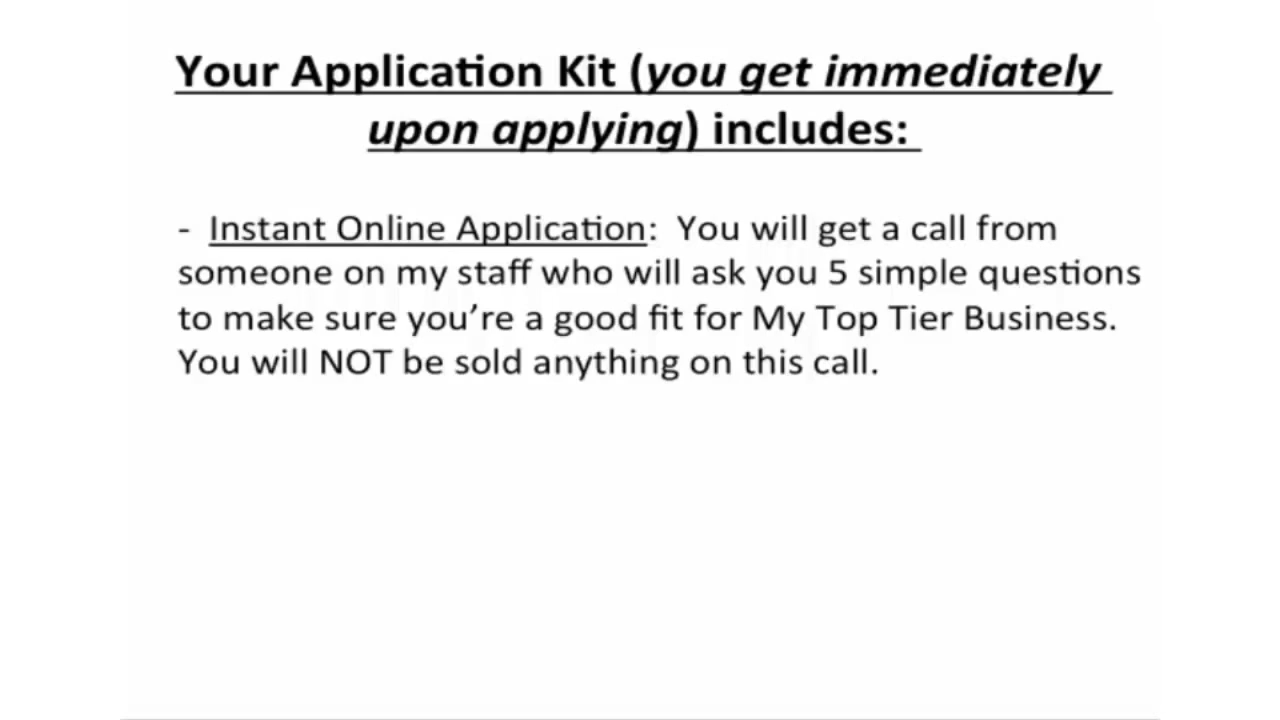 Your Application Kit (you get immediately
upon applying) includes:
- Instant Online Application: You will get a call from
someone on my staff who will ask you 5 simple questions
to make sure you’re a good fit for My Top Tier Business.
You will NOT be sold anything on this call.